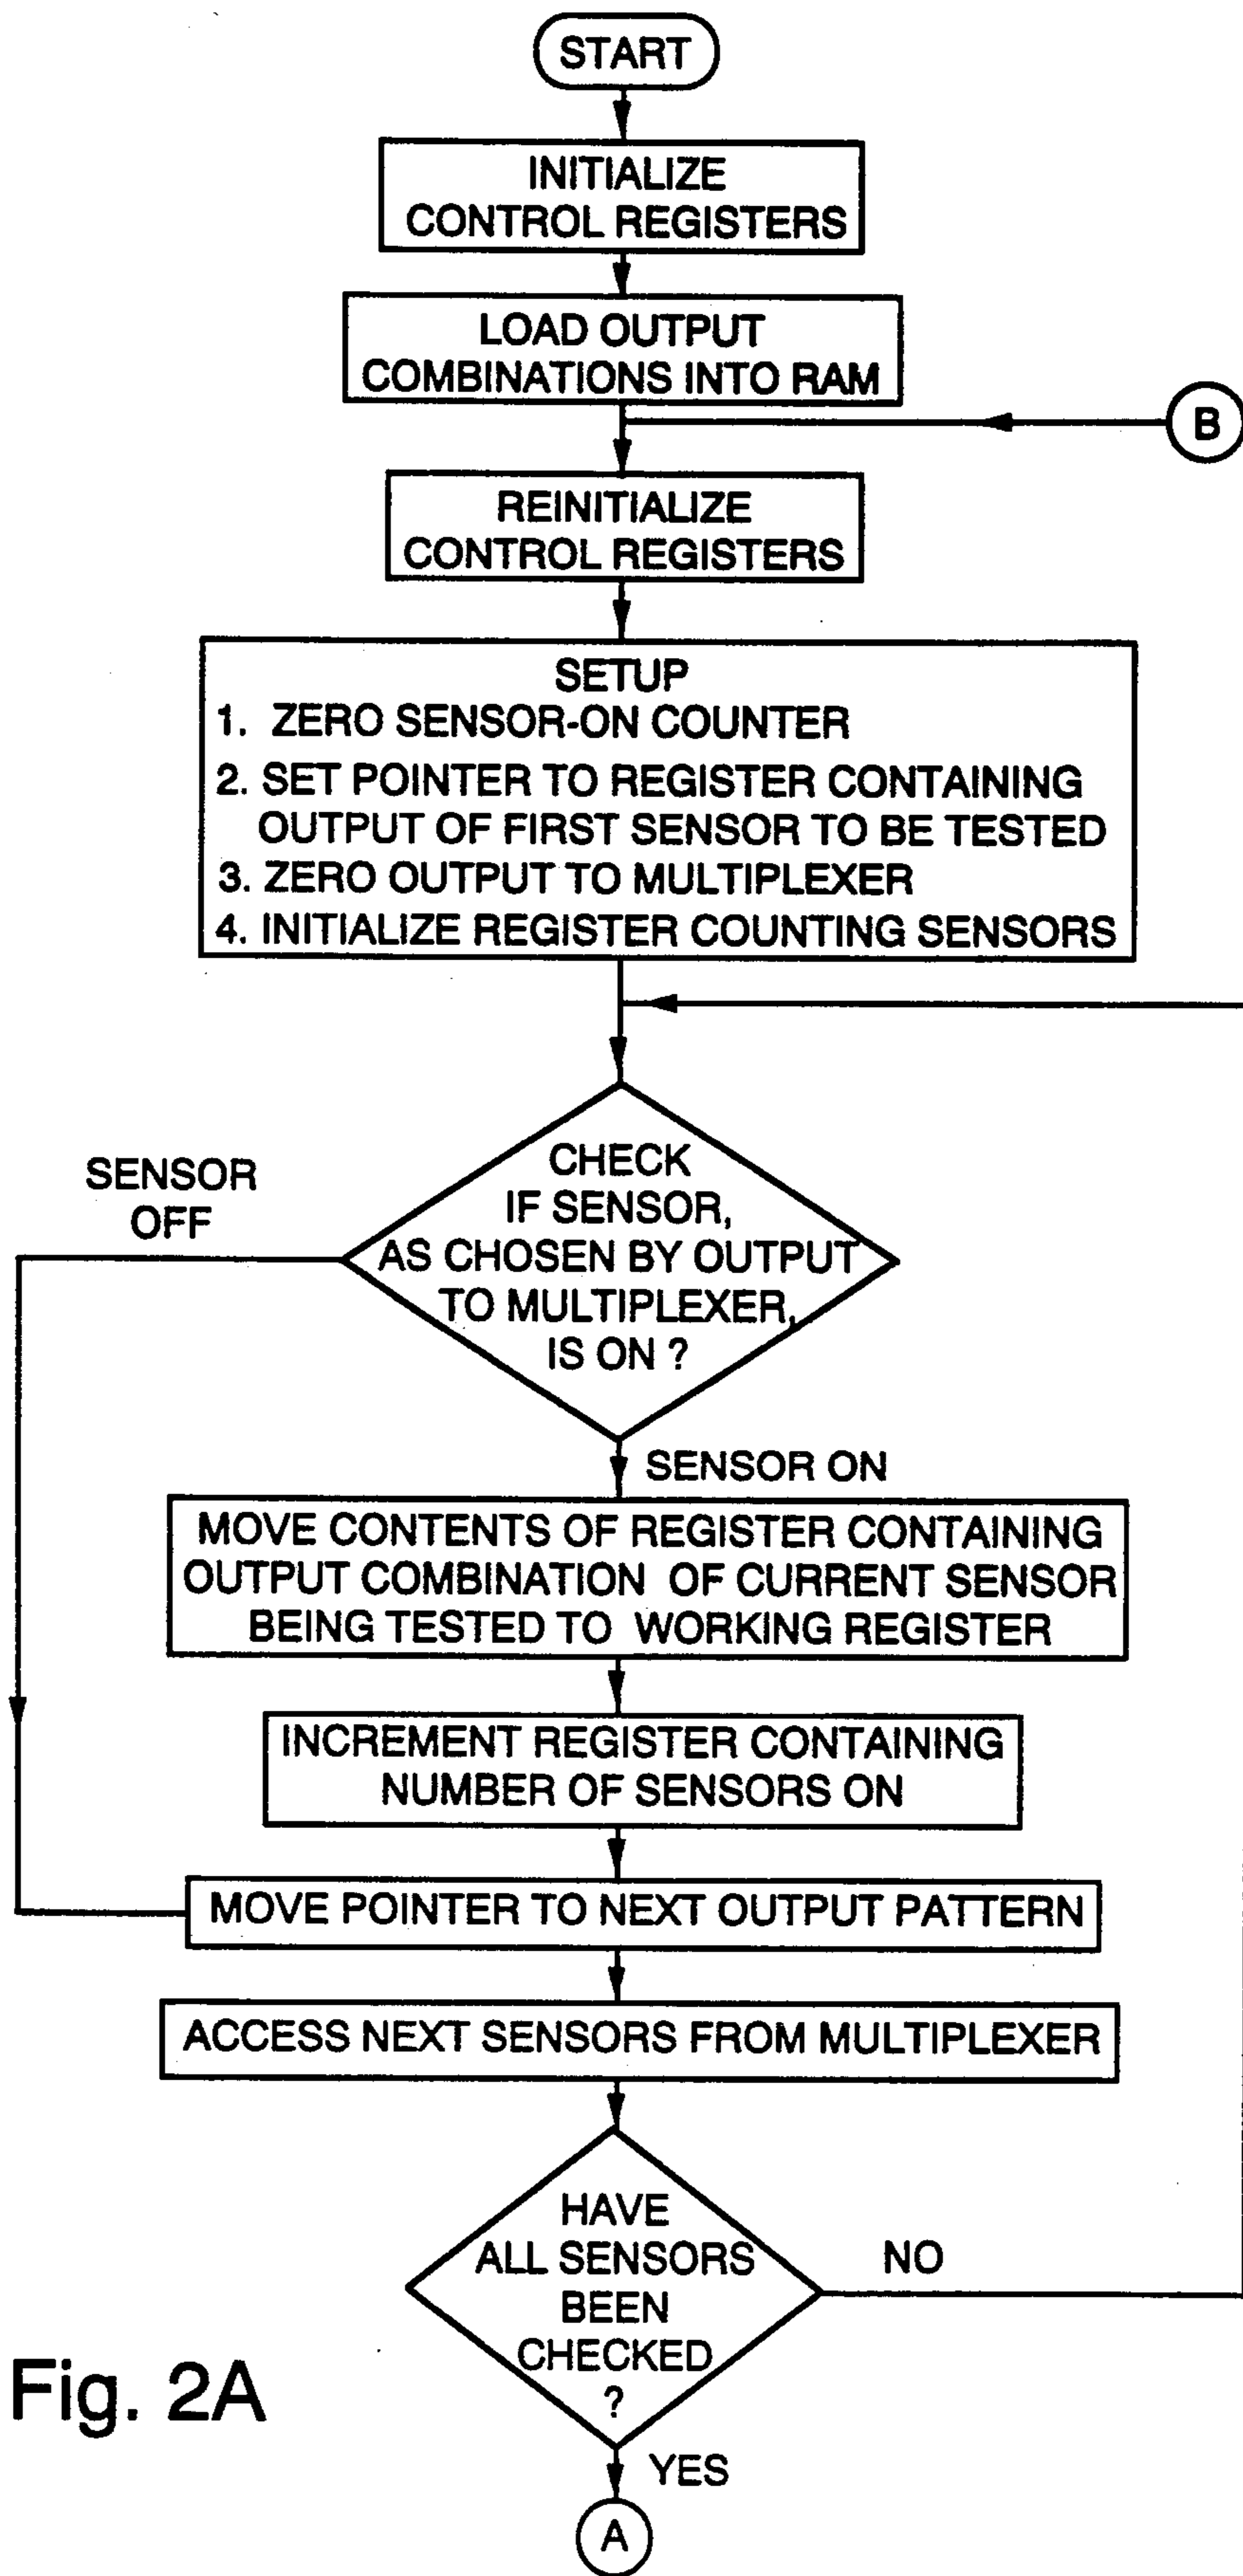 START
INITIALIZE
CONTROL REGISTERS
LOAD OUTPUT
COMBINATIONS INTO RAM
B
REINITIALIZE
CONTROL REGISTERS
SETUP
1. ZERO SENSOR-ON COUNTER
2. SET POINTER TO REGISTER CONTAINING
OUTPUT OF FIRST SENSOR TO BE TESTED
3. ZERO OUTPUT TO MULTIPLEXER
4. INITIALIZE REGISTER COUNTING SENSORS
SENSOR
OFF
CHECK
IF SENSOR,
AS CHOSEN BY OUTPUT
TO MULTIPLEXER,
IS ON ?
SENSOR ON
MOVE CONTENTS OF REGISTER CONTAINING
OUTPUT COMBINATION OF CURRENT SENSOR
BEING TESTED TO WORKING REGISTER
INCREMENT REGISTER CONTAINING
NUMBER OF SENSORS ON
MOVE POINTER TO NEXT OUTPUT PATTERN
ACCESS NEXT SENSORS FROM MULTIPLEXER
HAVE
ALL SENSORS
BEEN
CHECKED
?
NO
YES
A
Fig. 2A